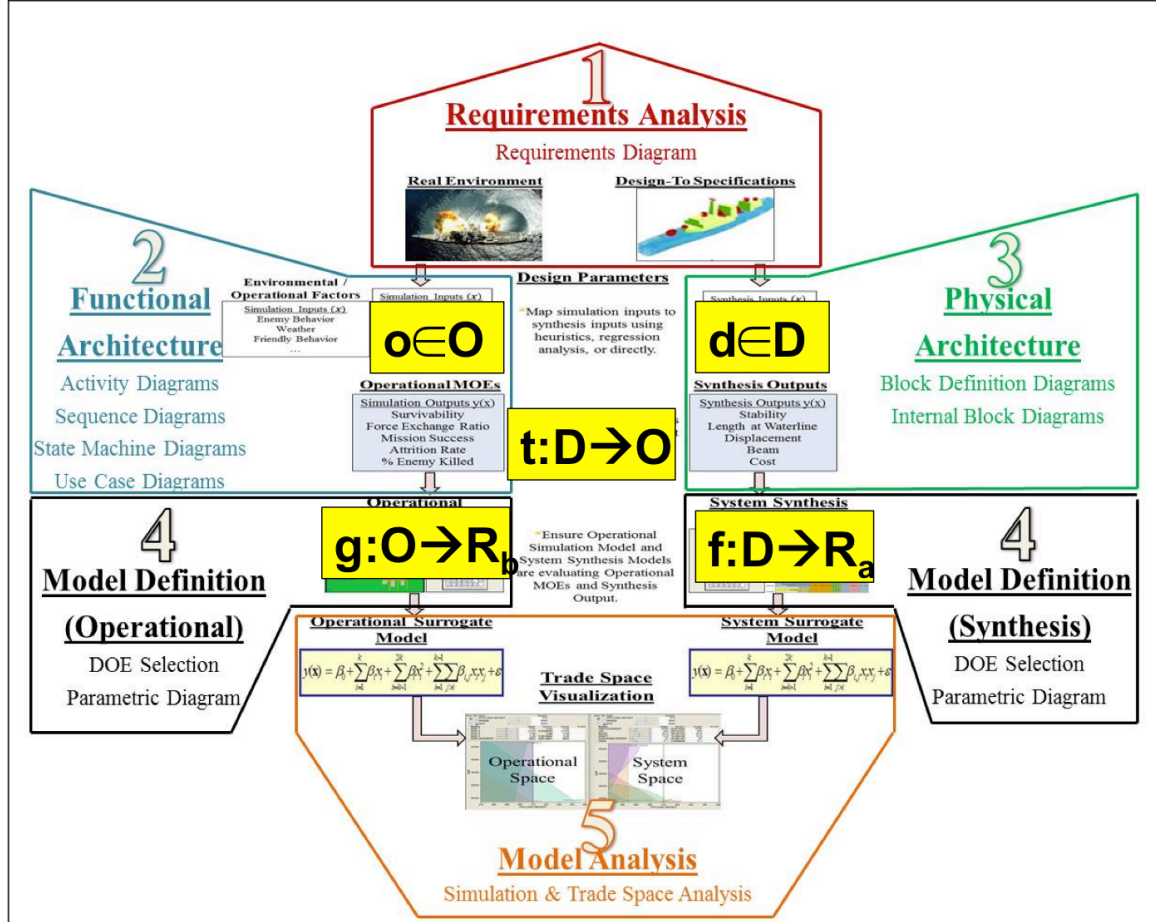 1
Requirements Analysis
Requirements Diagram
Real Environment
Design-To Specifications
2
Functional
Architecture
Activity Diagrams
Sequence Diagrams
State Machine Diagrams
Use Case Diagrams
Environmental /
Operational Factors
Simulation Inputs (x)
Enemy Behavior
Weather
Friendly Behavior
...
Simulation Inputs (x)
o∈O
Operational MOEs
Simulation Outputs y(x)
Survivability
Force Exchange Ratio
Mission Success
Attrition Rate
% Enemy Killed
Design Parameters
*Map simulation inputs to
synthesis inputs using
heuristics, regression
analysis, or directly.
t:D→O
Synthesis Inputs (x)
d∈D
Synthesis Outputs
Synthesis Outputs y(x)
Stability
Length at Waterline
Displacement
Beam
Cost
3
Physical
Architecture
Block Definition Diagrams
Internal Block Diagrams
4
Model Definition
(Operational)
DOE Selection
Parametric Diagram
Operational
g:O→R_b
*Ensure Operational
Simulation Model and
System Synthesis Models
are evaluating Operational
MOEs and Synthesis
Output.
System Synthesis
f:D→R_a
4
Model Definition
(Synthesis)
DOE Selection
Parametric Diagram
Operational Surrogate
Model
System Surrogate
Model
Trade Space
Visualization
Operational
Space
System
Space
5
Model Analysis
Simulation & Trade Space Analysis